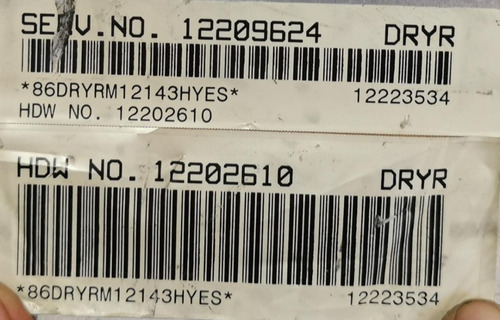 SERV.NO. 12209624 DRYR
*86DRYRM12143HYES* 12223534
HDW NO. 12202610
HDW NO. 12202610 DRYR
*86DRYRM12143HYES* 12223534